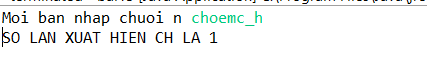 Moi ban nhap chuoi n choemc_h
SO LAN XUAT HIEN CH LA 1